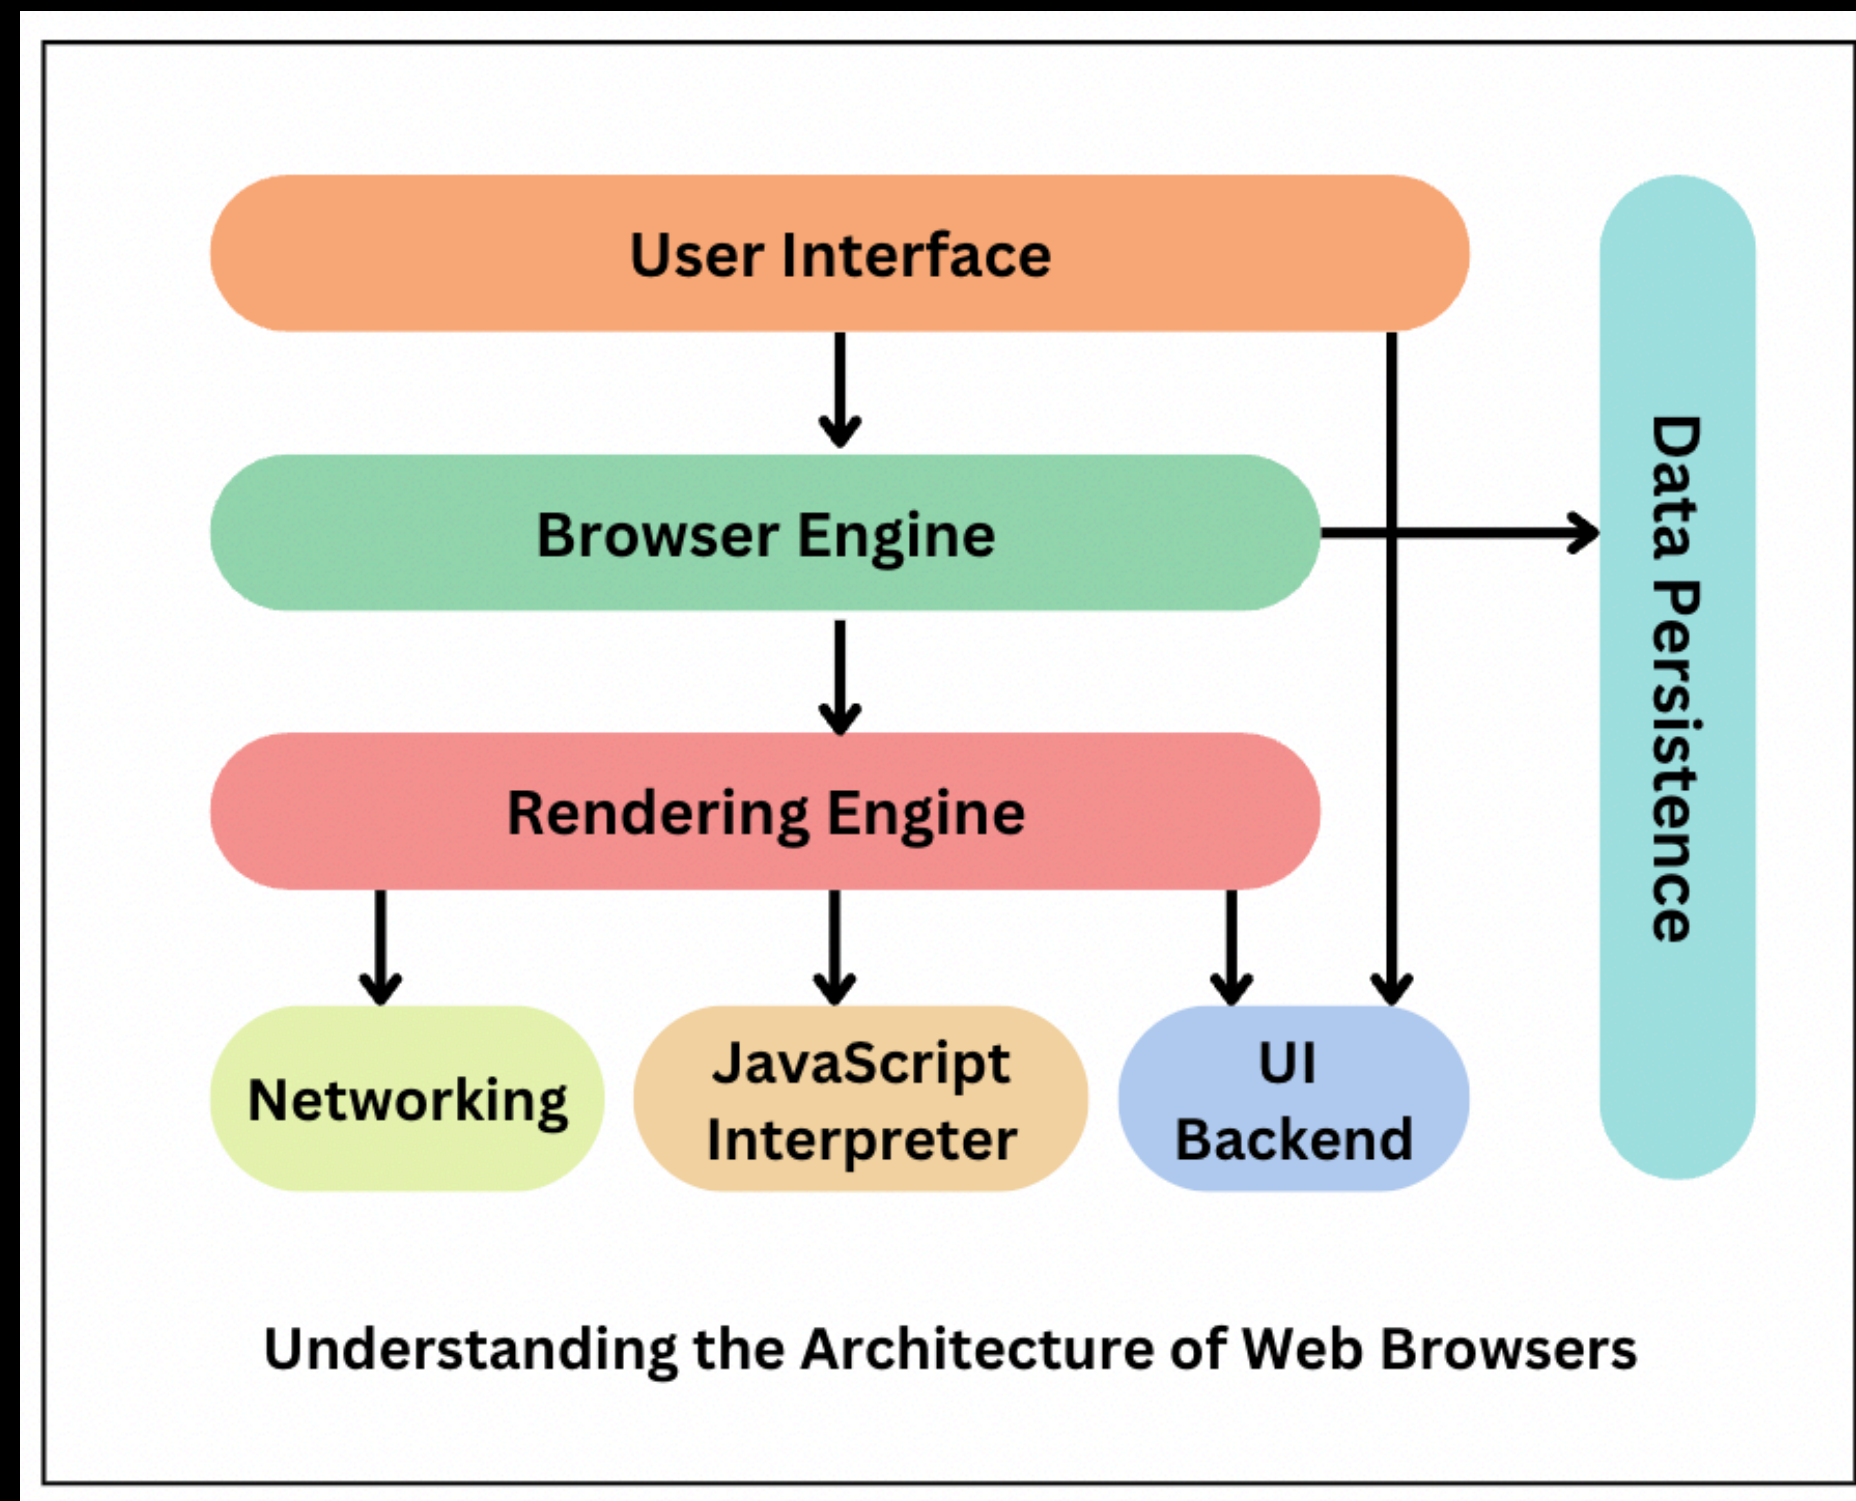 User Interface
Browser Engine
Data Persistence
Rendering Engine
Networking
JavaScript
Interpreter
UI
Backend
Understanding the Architecture of Web Browsers